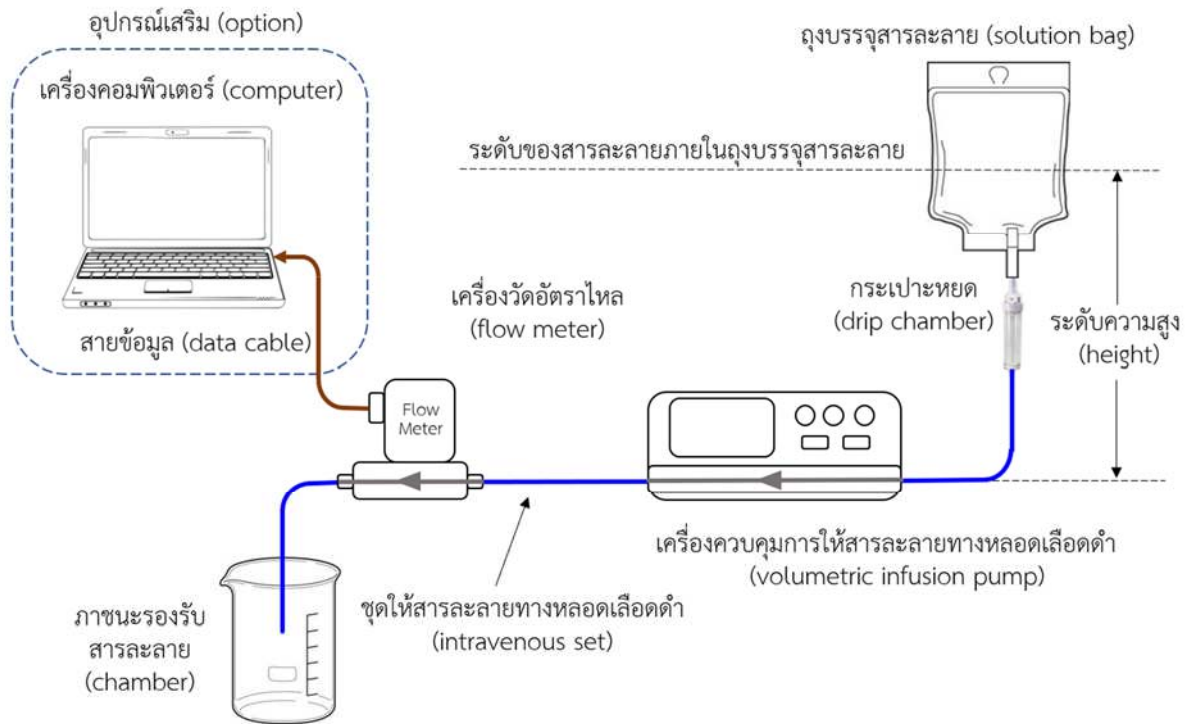 อุปกรณ์เสริม (option)
เครื่องคอมพิวเตอร์ (computer)
สายข้อมูล (data cable)
ถุงบรรจุสารละลาย (solution bag)
ระดับของสารละลายภายในถุงบรรจุสารละลาย
เครื่องวัดอัตราไหล
(flow meter)
กระเปาะหยด
(drip chamber)
ระดับความสูง
(height)
Flow
Meter
เครื่องควบคุมการให้สารละลายทางหลอดเลือดดำ
(volumetric infusion pump)
ชุดให้สารละลายทางหลอดเลือดดำ
(intravenous set)
ภาชนะรองรับ
สารละลาย
(chamber)